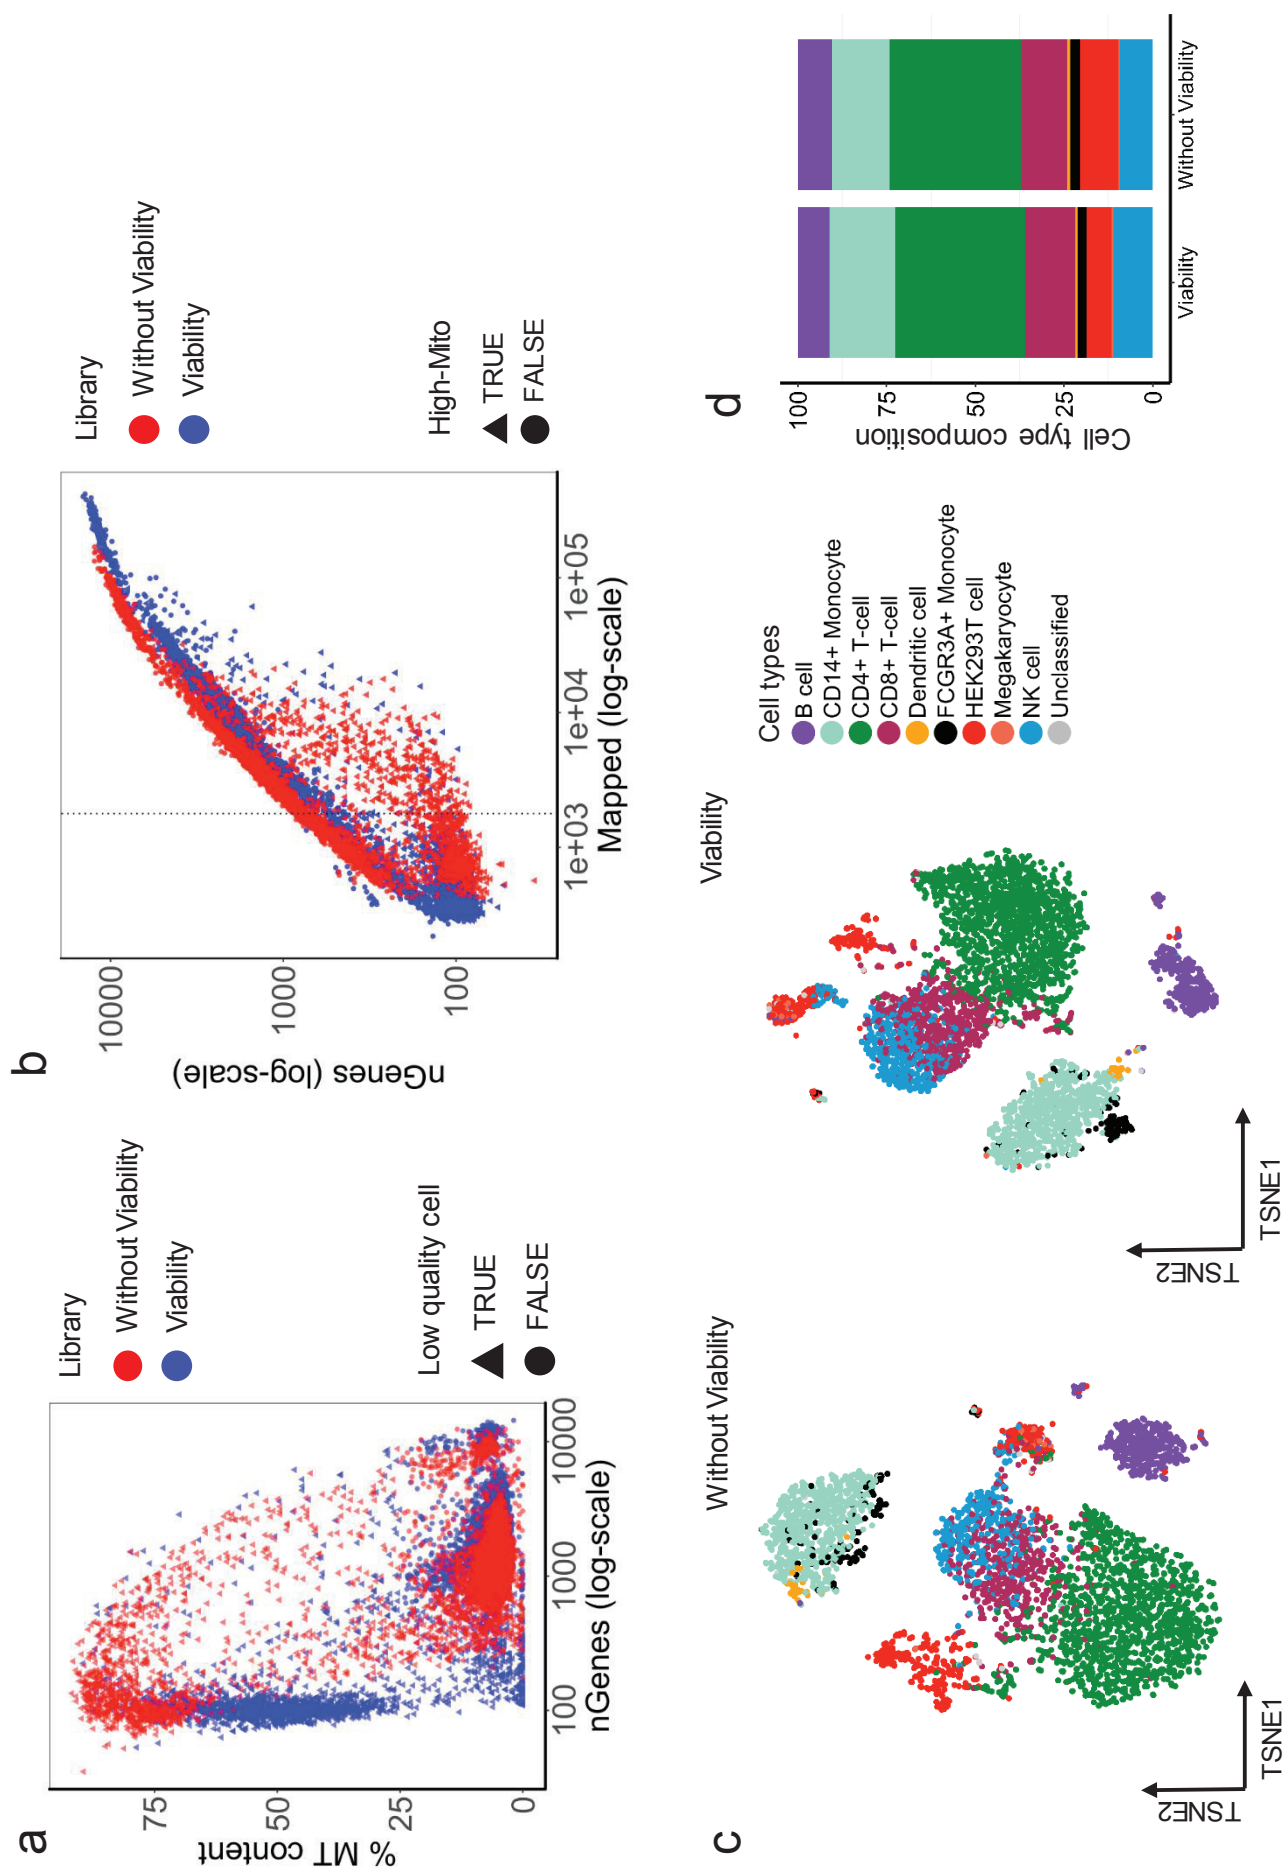 a
% MT content
75
50
25
0
100
1000
10000
nGenes (log-scale)
Library
Without Viability
Viability
Low quality cell
TRUE
FALSE
b
nGenes (log-scale)
10000
1000
100
1e+03
1e+04
1e+05
Mapped (log-scale)
Library
Without Viability
Viability
High-Mito
TRUE
FALSE
c
Without Viability
TSNE2
TSNE1
Viability
TSNE2
TSNE1
Cell types
B cell
CD14+ Monocyte
CD4+ T-cell
CD8+ T-cell
Dendritic cell
FCGR3A+ Monocyte
HEK293T cell
Megakaryocyte
NK cell
Unclassified
d
Cell type composition
100
75
50
25
0
Viability
Without Viability